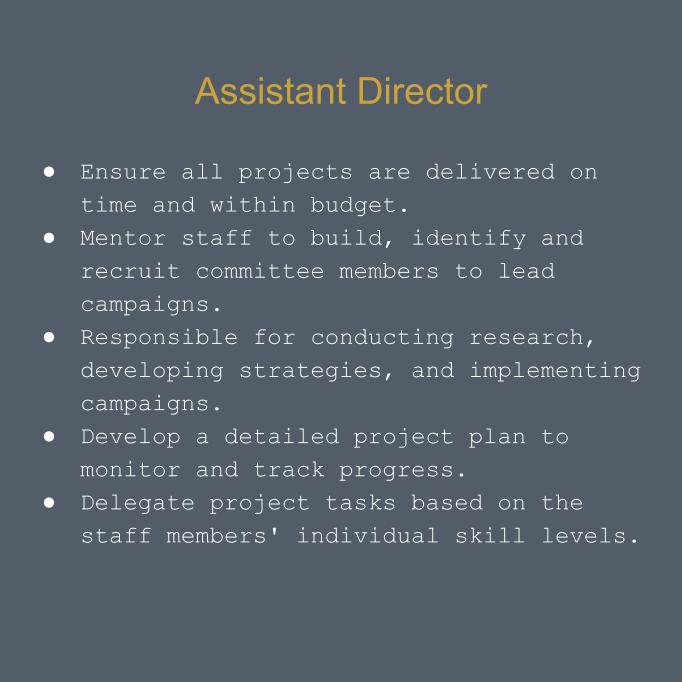 Assistant Director
● Ensure all projects are delivered on
time and within budget.
● Mentor staff to build, identify and
recruit committee members to lead
campaigns.
● Responsible for conducting research,
developing strategies, and implementing
campaigns.
● Develop a detailed project plan to
monitor and track progress.
● Delegate project tasks based on the
staff members' individual skill levels.